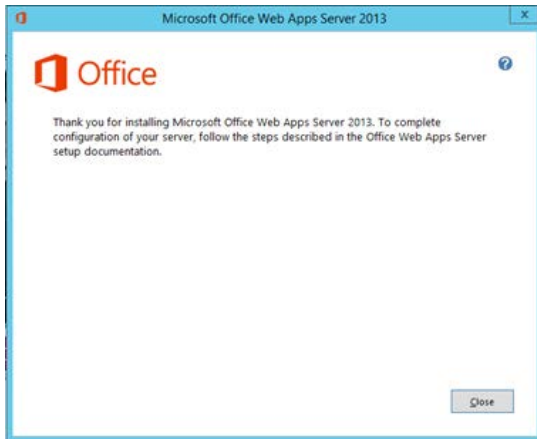 Microsoft Office Web Apps Server 2013
x
Office
?
Thank you for installing Microsoft Office Web Apps Server 2013. To complete
configuration of your server, follow the steps described in the Office Web Apps Server
setup documentation.
Close